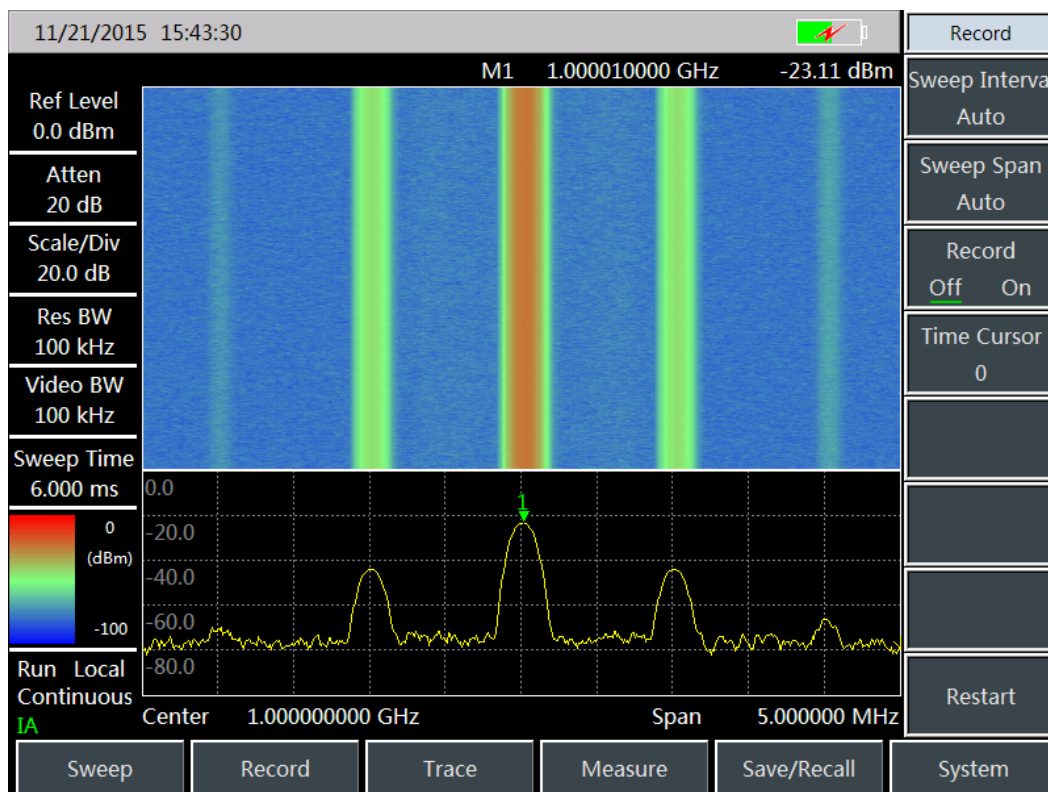 11/21/2015 15:43:30
Record
M1 1.000010000 GHz -23.11 dBm
Ref Level
0.0 dBm
Atten
20 dB
Scale/Div
20.0 dB
Res BW
100 kHz
Video BW
100 kHz
Sweep Time
6.000 ms
0
(dBm)
-100
Run Local
Continuous
IA
0.0
-20.0
-40.0
-60.0
-80.0
1
Center 1.000000000 GHz Span 5.000000 MHz
Sweep Interva
Auto
Sweep Span
Auto
Record
Off On
Time Cursor
0
Restart
Sweep Record Trace Measure Save/Recall System